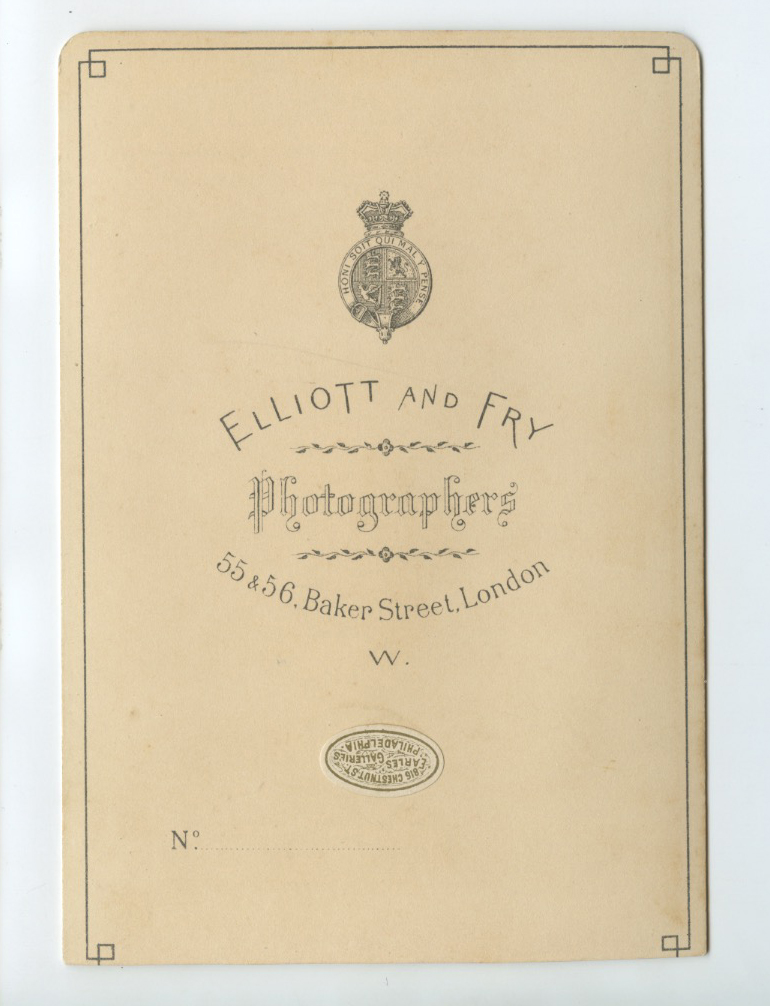 HONI SOIT QUI MAL Y PENSE
ELLIOTT AND FRY
Photographers
55 & 56, Baker Street, London
W.
816 CHESTNUT ST.
EARLES' GALLERIES
PHILADELPHIA
Nº.